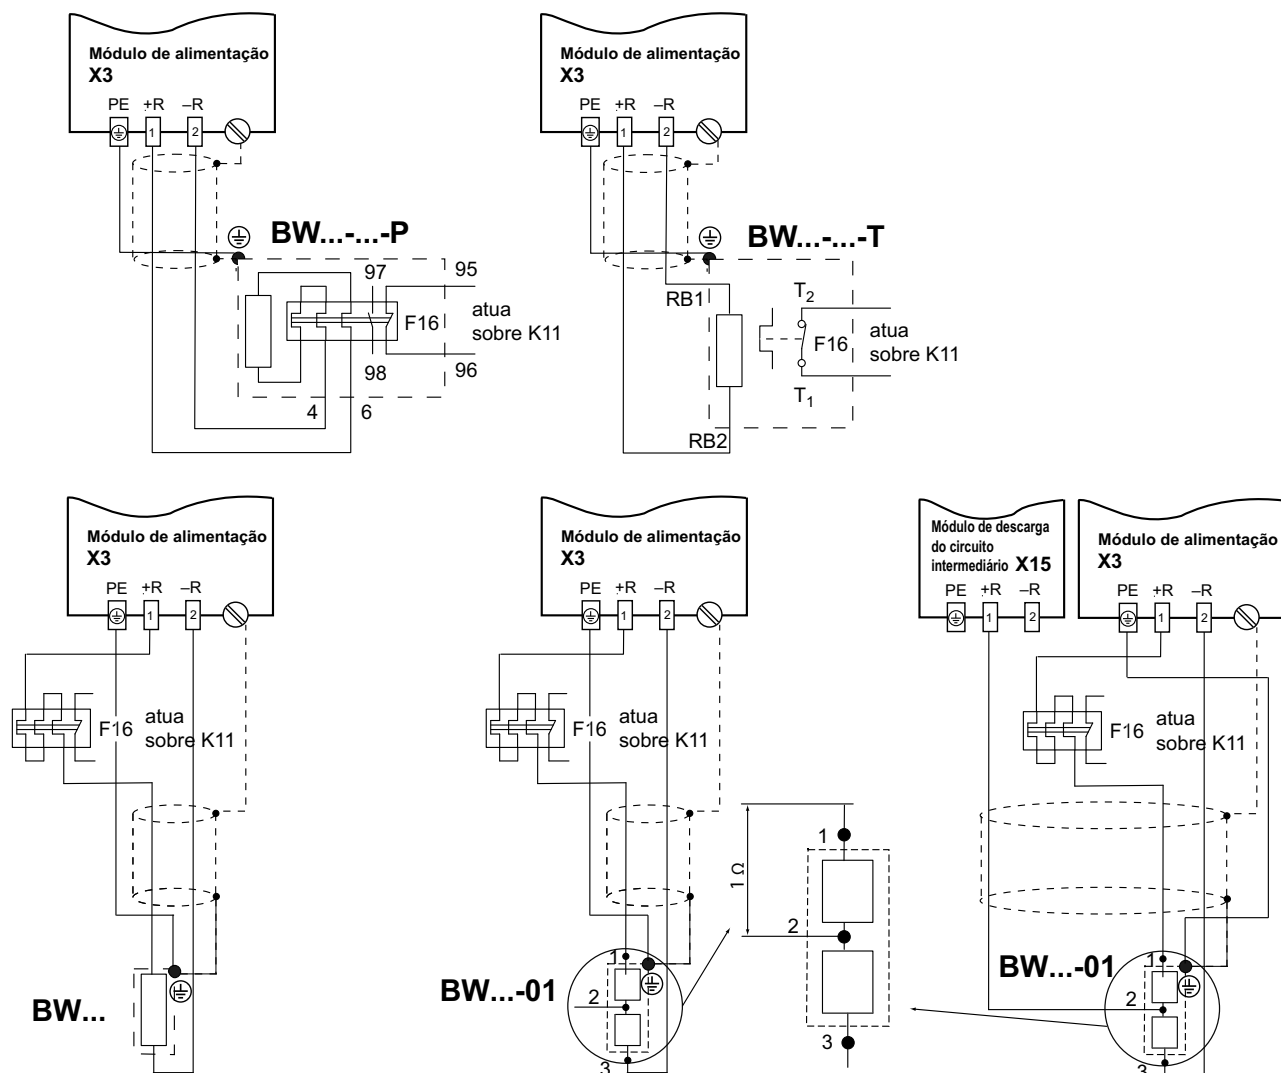 Módulo de alimentação
X3
PE +R –R
1 2
BW...-...-P
97 95
F16
atua
sobre K11
98 96
4 6
Módulo de alimentação
X3
PE +R –R
1 2
BW...-...-T
RB1
T2
F16
atua
sobre K11
T1
RB2
Módulo de alimentação
X3
PE +R –R
1 2
F16
atua
sobre K11
BW...
Módulo de alimentação
X3
PE +R –R
1 2
F16
atua
sobre K11
BW...-01
1
2
3
1 Ω
1
2
3
Módulo de descarga
do circuito
intermediário X15
PE +R –R
1 2
Módulo de alimentação
X3
PE +R –R
1 2
F16
atua
sobre K11
BW...-01
1
2
3